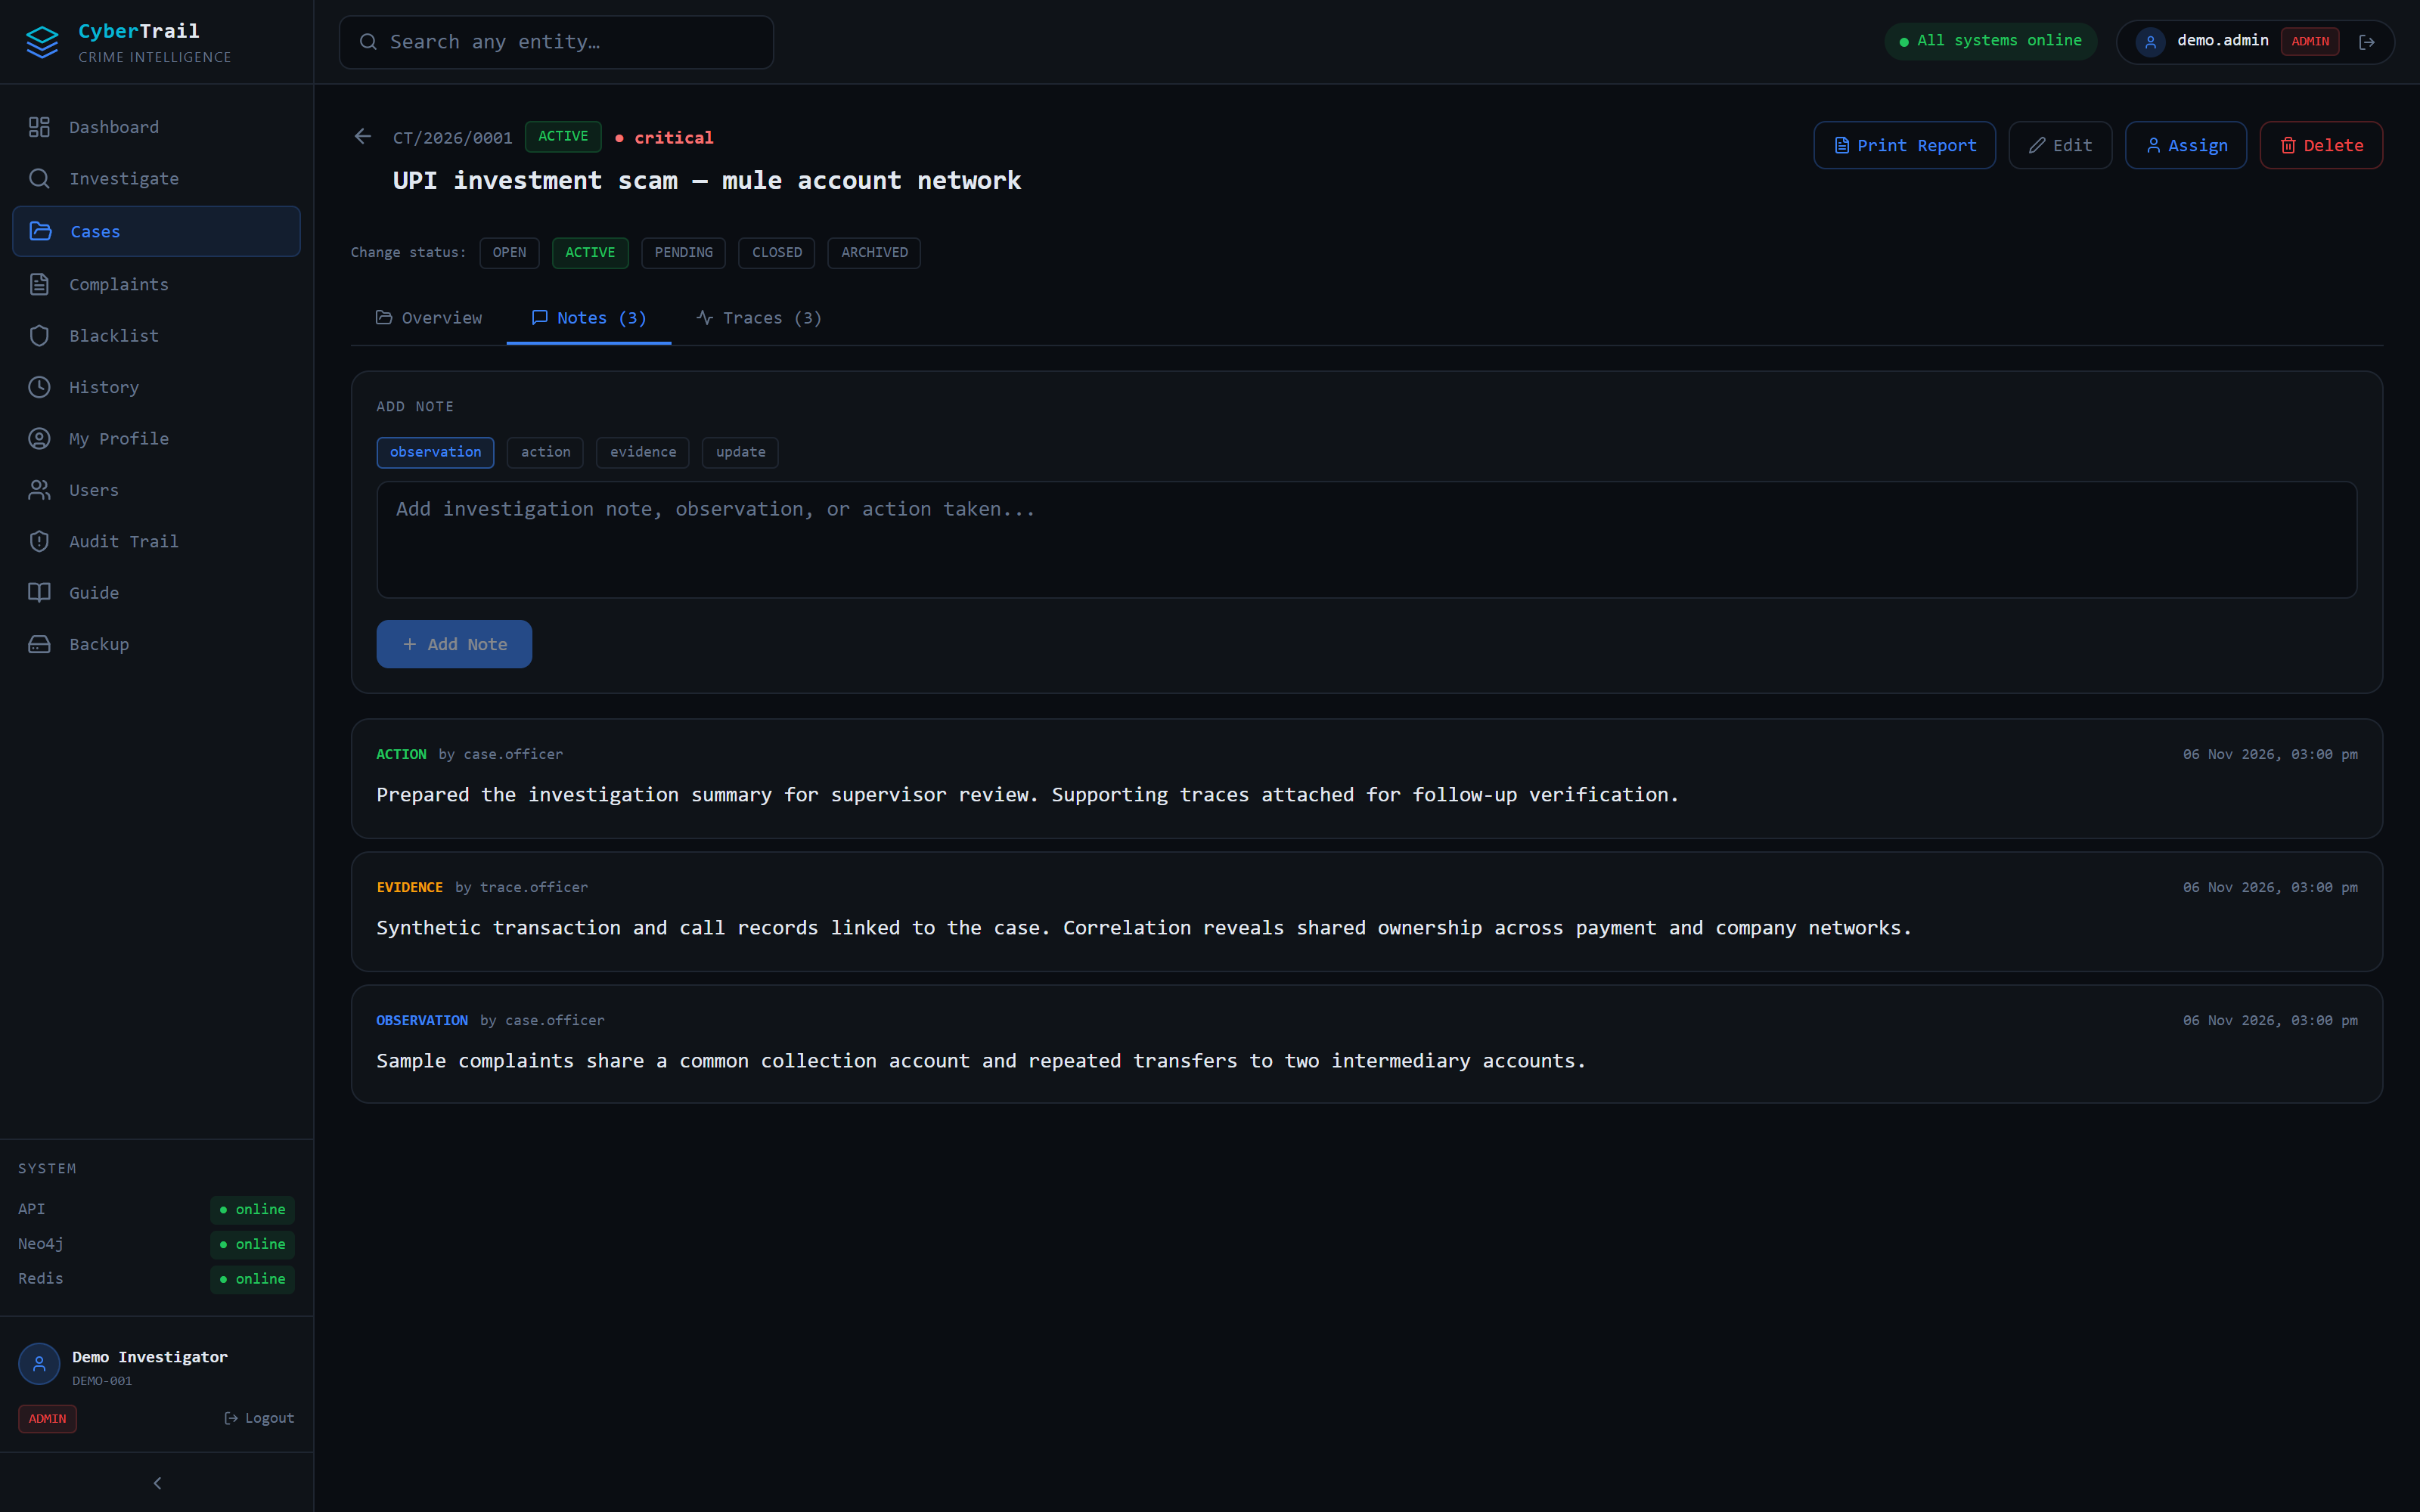 CyberTrail
CRIME INTELLIGENCE
Search any entity…
All systems online
demo.admin
ADMIN
Dashboard
Investigate
Cases
Complaints
Blacklist
History
My Profile
Users
Audit Trail
Guide
Backup
CT/2026/0001
ACTIVE
critical
UPI investment scam — mule account network
Print Report
Edit
Assign
Delete
Change status:
OPEN
ACTIVE
PENDING
CLOSED
ARCHIVED
Overview
Notes (3)
Traces (3)
ADD NOTE
observation
action
evidence
update
Add investigation note, observation, or action taken...
Add Note
ACTION by case.officer
06 Nov 2026, 03:00 pm
Prepared the investigation summary for supervisor review. Supporting traces attached for follow-up verification.
EVIDENCE by trace.officer
06 Nov 2026, 03:00 pm
Synthetic transaction and call records linked to the case. Correlation reveals shared ownership across payment and company networks.
OBSERVATION by case.officer
06 Nov 2026, 03:00 pm
Sample complaints share a common collection account and repeated transfers to two intermediary accounts.
SYSTEM
API online
Neo4j online
Redis online
Demo Investigator
DEMO-001
ADMIN
Logout